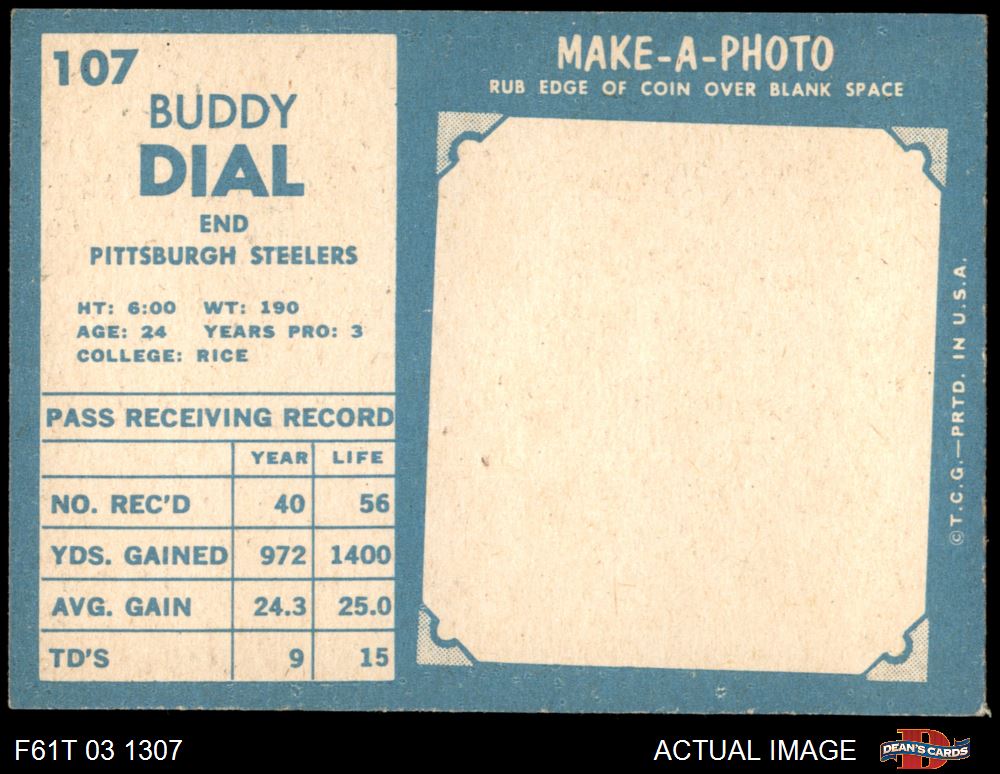 107
BUDDY
DIAL
END
PITTSBURGH STEELERS
HT: 6:00 WT: 190
AGE: 24 YEARS PRO: 3
COLLEGE: RICE
PASS RECEIVING RECORD
YEAR LIFE
NO. REC'D 40 56
YDS. GAINED 972 1400
AVG. GAIN 24.3 25.0
TD'S 9 15
MAKE-A-PHOTO
RUB EDGE OF COIN OVER BLANK SPACE
©T.C.G.—PRTD. IN U.S.A.
F61T 03 1307
ACTUAL IMAGE
DEAN'S CARDS